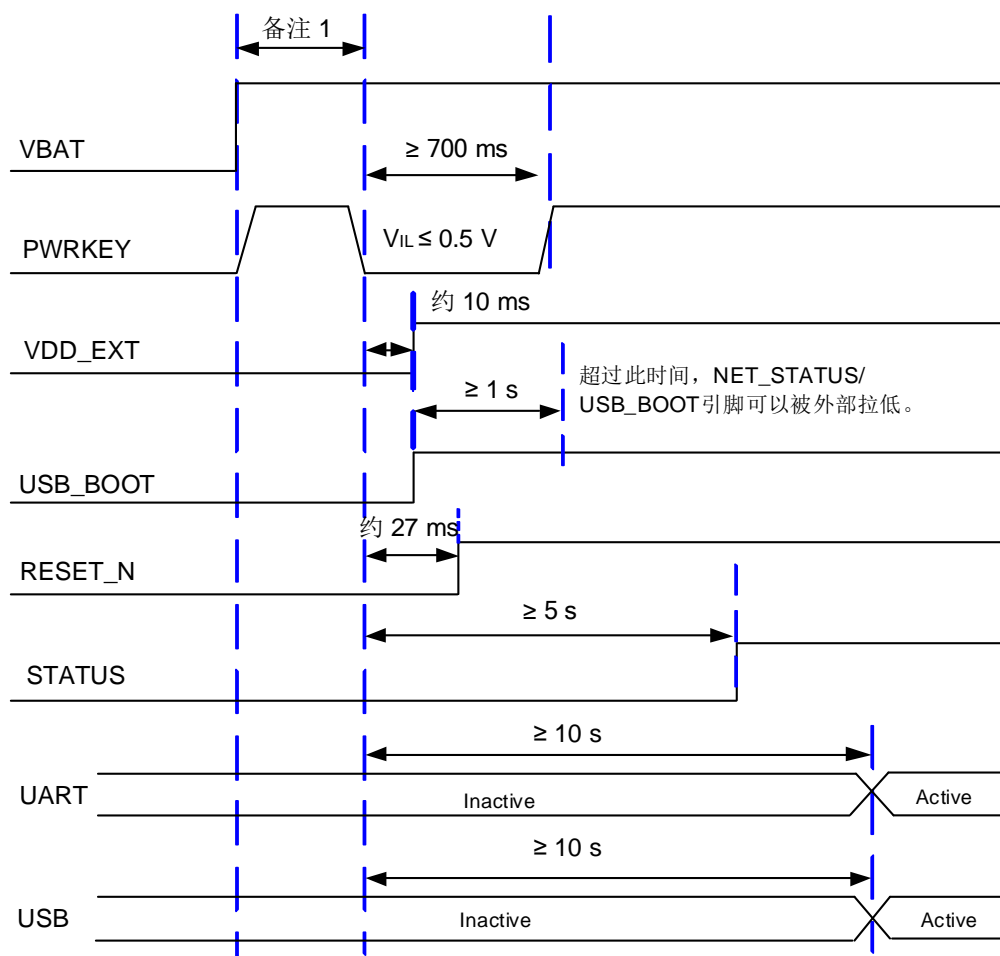 备注 1
VBAT
≥ 700 ms
PWRKEY
VIL ≤ 0.5 V
约 10 ms
VDD_EXT
≥ 1 s
超过此时间，NET_STATUS/
USB_BOOT引脚可以被外部拉低。
USB_BOOT
约 27 ms
RESET_N
≥ 5 s
STATUS
≥ 10 s
UART
Inactive
Active
≥ 10 s
USB
Inactive
Active